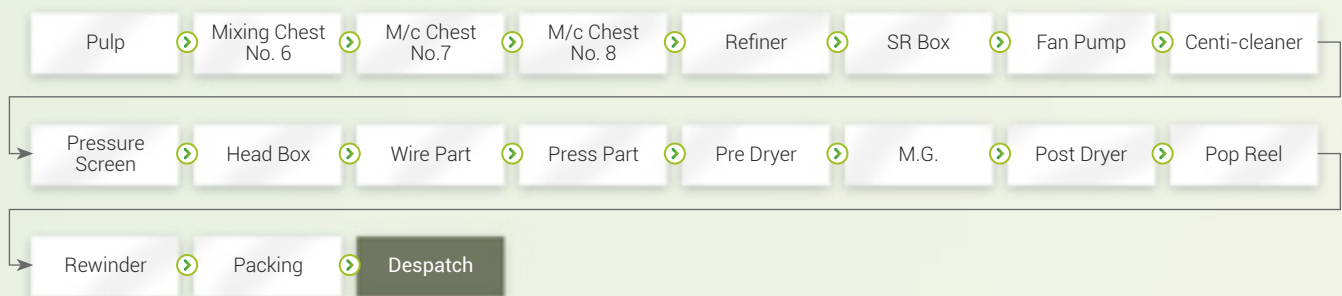 Pulp
Mixing Chest
No. 6
M/c Chest
No.7
M/c Chest
No. 8
Refiner
SR Box
Fan Pump
Centi-cleaner
Pressure
Screen
Head Box
Wire Part
Press Part
Pre Dryer
M.G.
Post Dryer
Pop Reel
Rewinder
Packing
Despatch